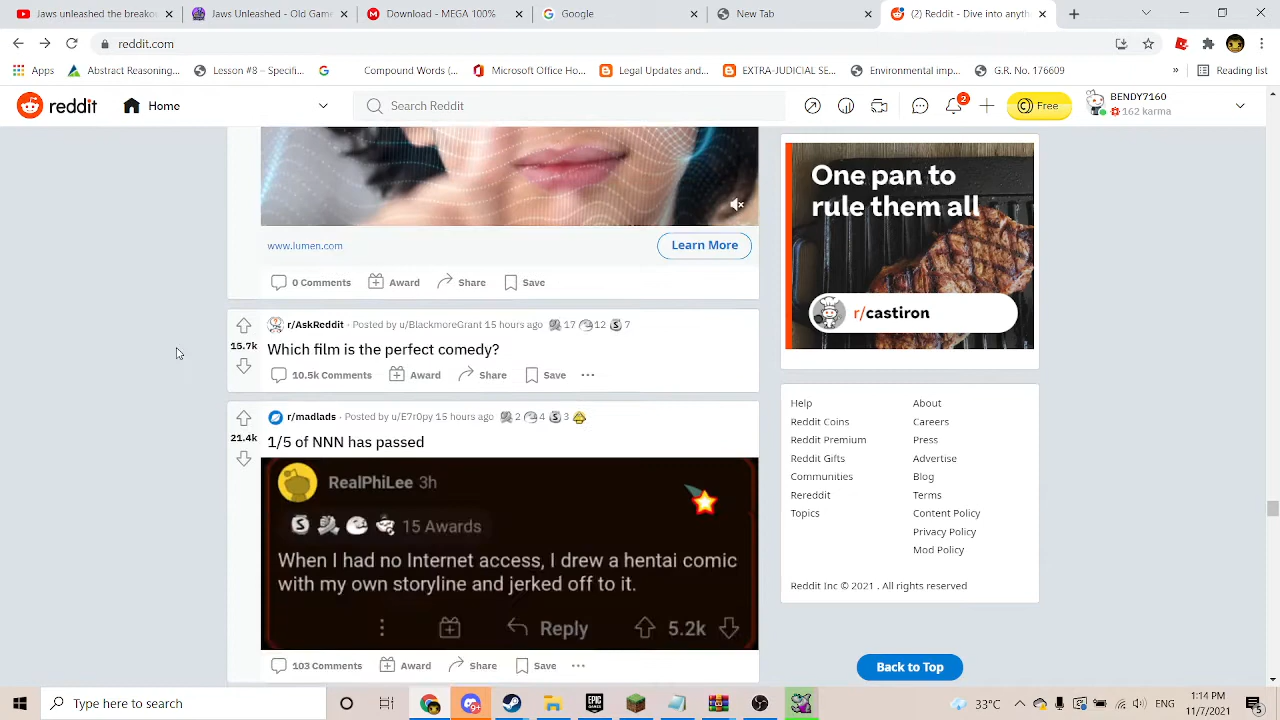 Jaws unleashed the breakou
Jaws Unleashed - Old Game
Download - MEGA 100%
Google
New Tab
(2) Reddit - Dive into anyth
reddit.com
Apps
Abstract Reasoning...
Lesson #8 – Specifi...
Compound Words (...
Microsoft Office Ho...
Legal Updates and...
EXTRA-JUDICIAL SE...
Environmental imp...
G.R. No. 176609
»
Reading list
reddit
Home
Search Reddit
2
Free
BENDY7160
162 karma
One pan to
rule them all
r/castiron
www.lumen.com
Learn More
0 Comments Award Share Save
r/AskReddit · Posted by u/BlackmoreGrant 15 hours ago 17 12 S 7
15.7k
Which film is the perfect comedy?
10.5k Comments Award Share Save ...
r/madlads · Posted by u/E7r0py 15 hours ago 2 4 S 3
21.4k
1/5 of NNN has passed
RealPhiLee 3h
S 15 Awards
When I had no Internet access, I drew a hentai comic
with my own storyline and jerked off to it.
Reply 5.2k
103 Comments Award Share Save ...
Help About
Reddit Coins Careers
Reddit Premium Press
Reddit Gifts Advertise
Communities Blog
Rereddit Terms
Topics Content Policy
Privacy Policy
Mod Policy
Reddit Inc © 2021 . All rights reserved
Back to Top
Type here to search
EPIC
GAMES
33°C
ENG
1:14 PM
11/7/2021
5